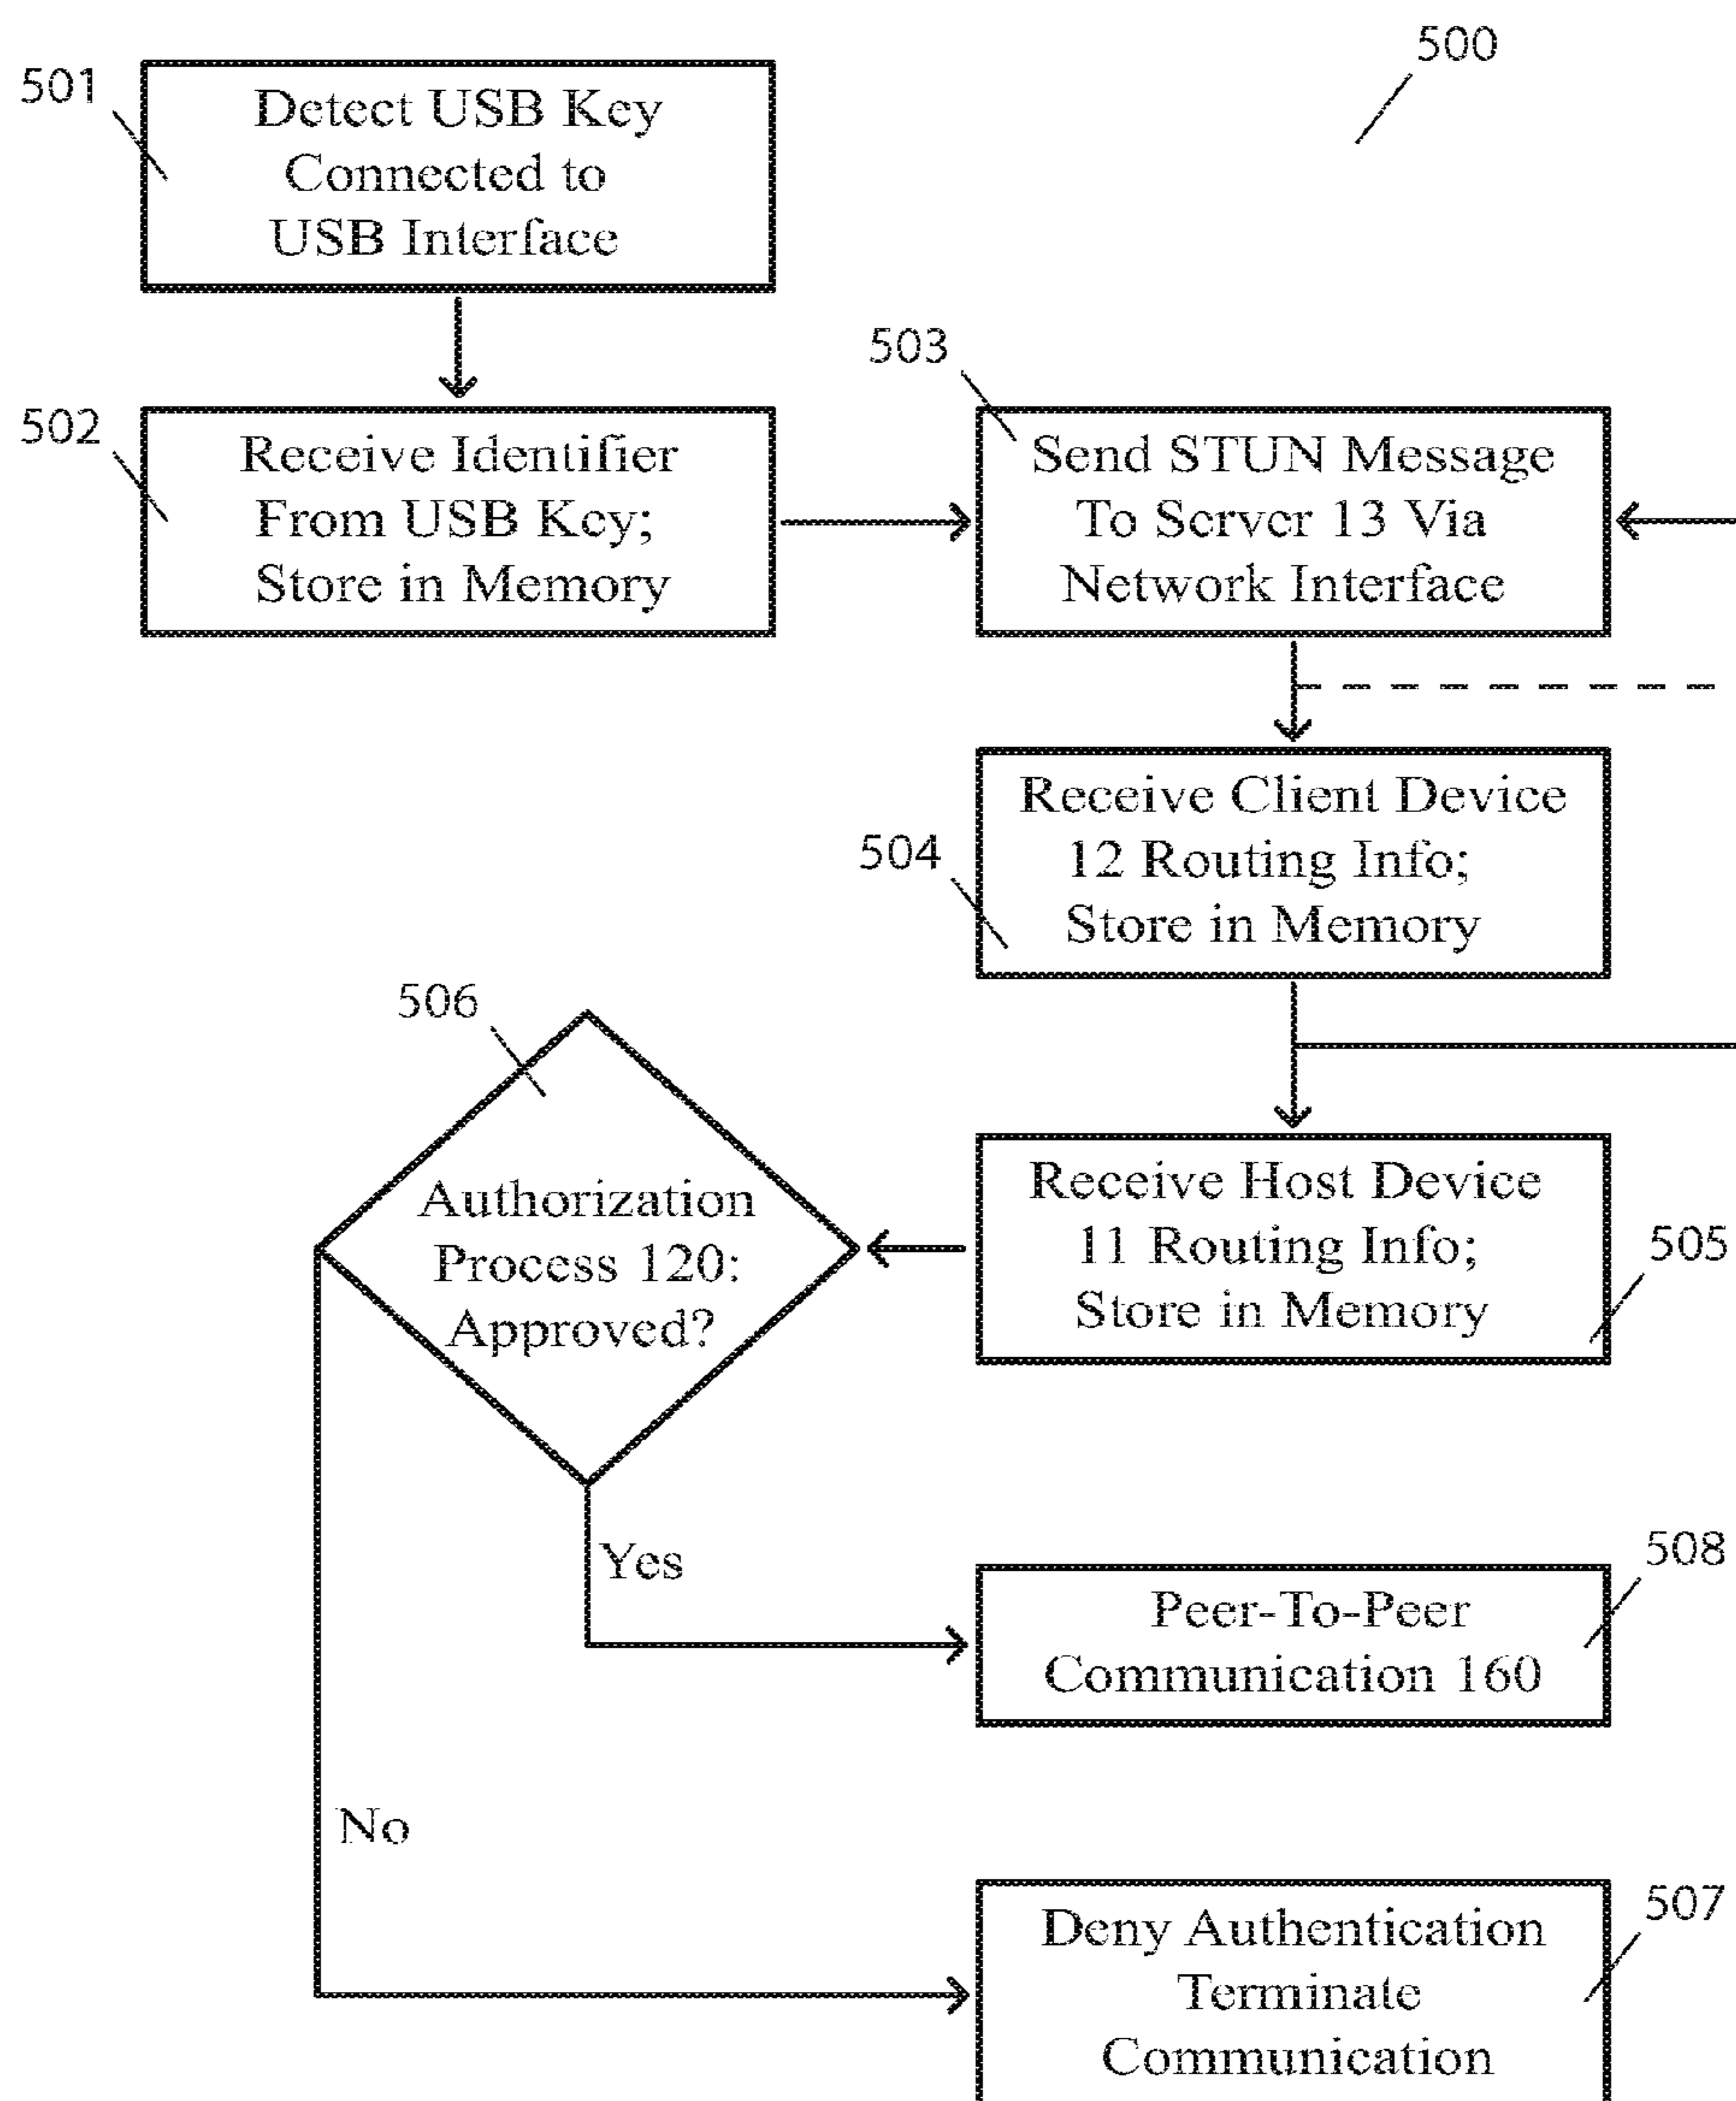 500
501
Detect USB Key
Connected to
USB Interface
502
Receive Identifier
From USB Key;
Store in Memory
503
Send STUN Message
To Server 13 Via
Network Interface
504
Receive Client Device
12 Routing Info;
Store in Memory
505
Receive Host Device
11 Routing Info;
Store in Memory
506
Authorization
Process 120:
Approved?
Yes
508
Peer-To-Peer
Communication 160
No
507
Deny Authentication
Terminate
Communication